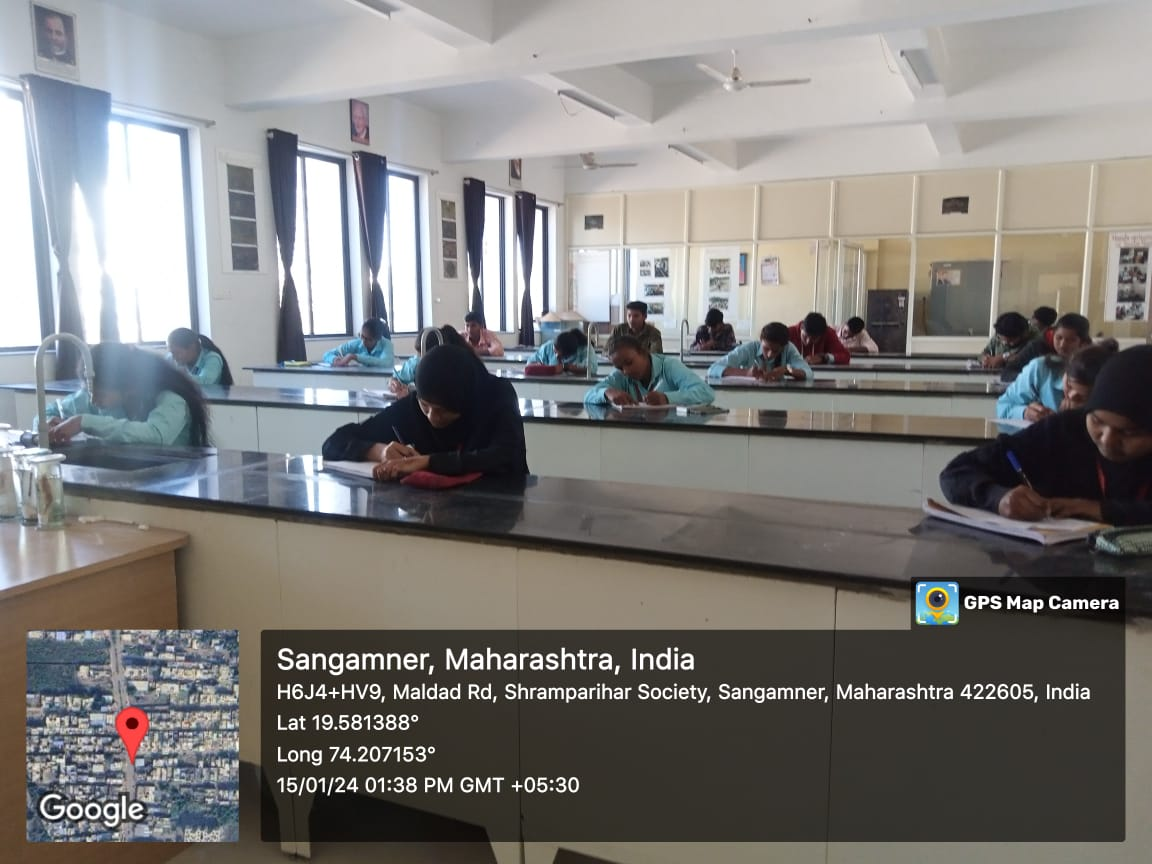 GPS Map Camera
Sangamner, Maharashtra, India
H6J4+HV9, Maldad Rd, Shramparihar Society, Sangamner, Maharashtra 422605, India
Lat 19.581388°
Long 74.207153°
15/01/24 01:38 PM GMT +05:30
Google